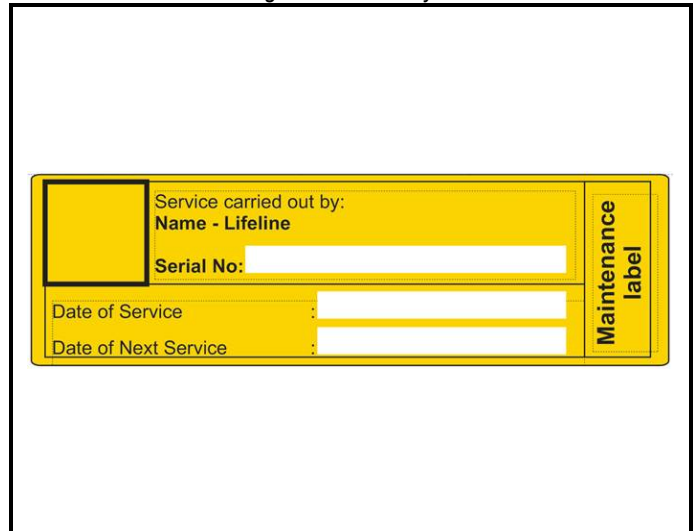 Service carried out by:
Name - Lifeline
Serial No:
Date of Service :
Date of Next Service :
Maintenance
label